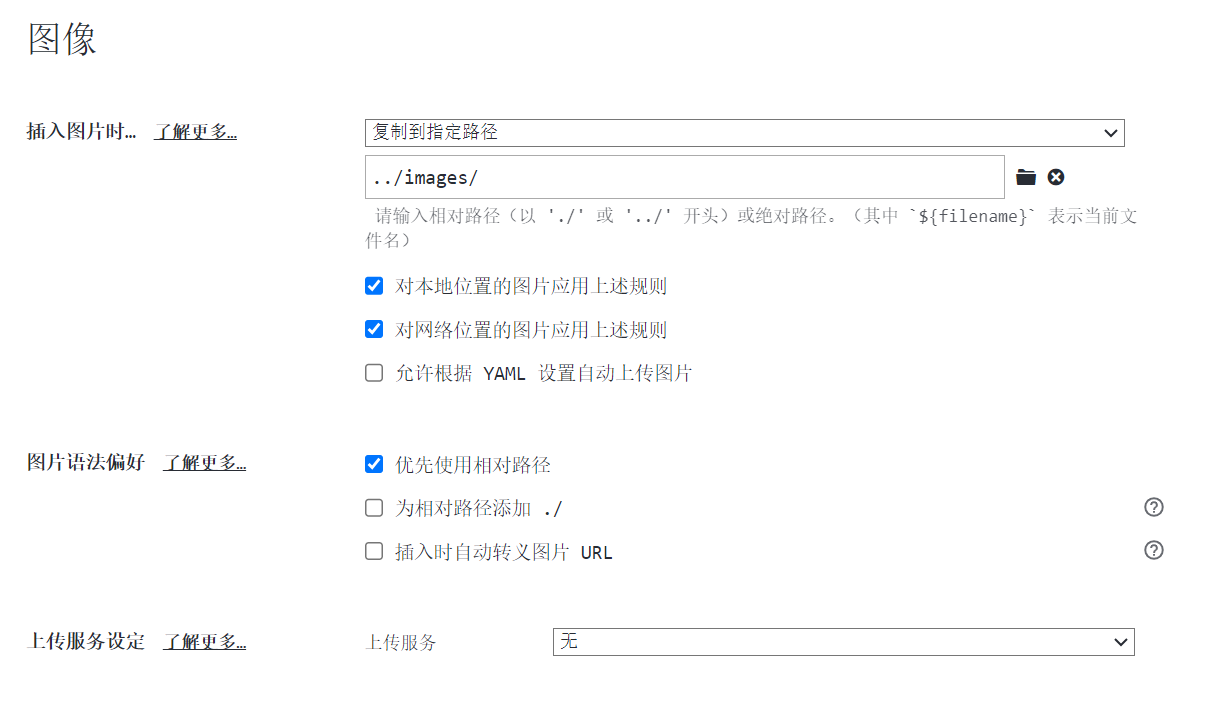 图像
插入图片时… 了解更多…
复制到指定路径
../images/
请输入相对路径（以 './' 或 '../' 开头）或绝对路径。（其中 `${filename}` 表示当前文
件名）
对本地位置的图片应用上述规则
对网络位置的图片应用上述规则
允许根据 YAML 设置自动上传图片
图片语法偏好 了解更多…
优先使用相对路径
为相对路径添加 ./
插入时自动转义图片 URL
上传服务设定 了解更多…
上传服务 无